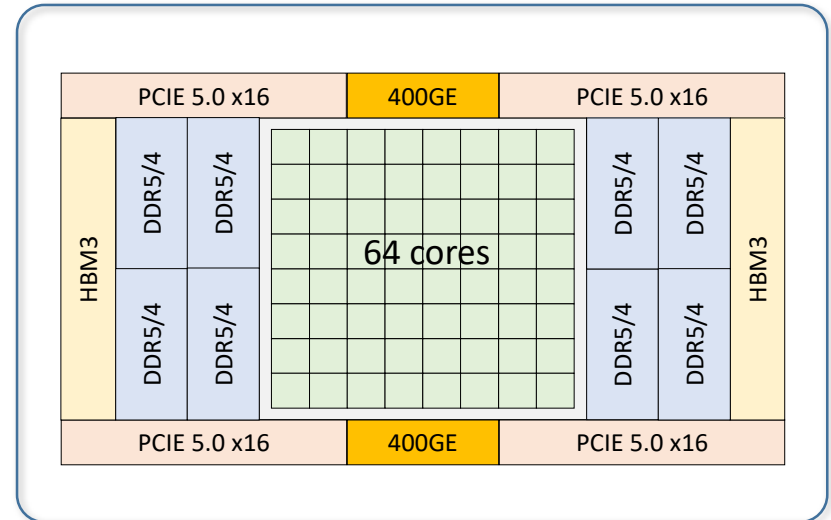 PCIE 5.0 x16
400GE
PCIE 5.0 x16
HBM3
DDR5/4
DDR5/4
DDR5/4
DDR5/4
64 cores
DDR5/4
DDR5/4
DDR5/4
DDR5/4
HBM3
PCIE 5.0 x16
400GE
PCIE 5.0 x16